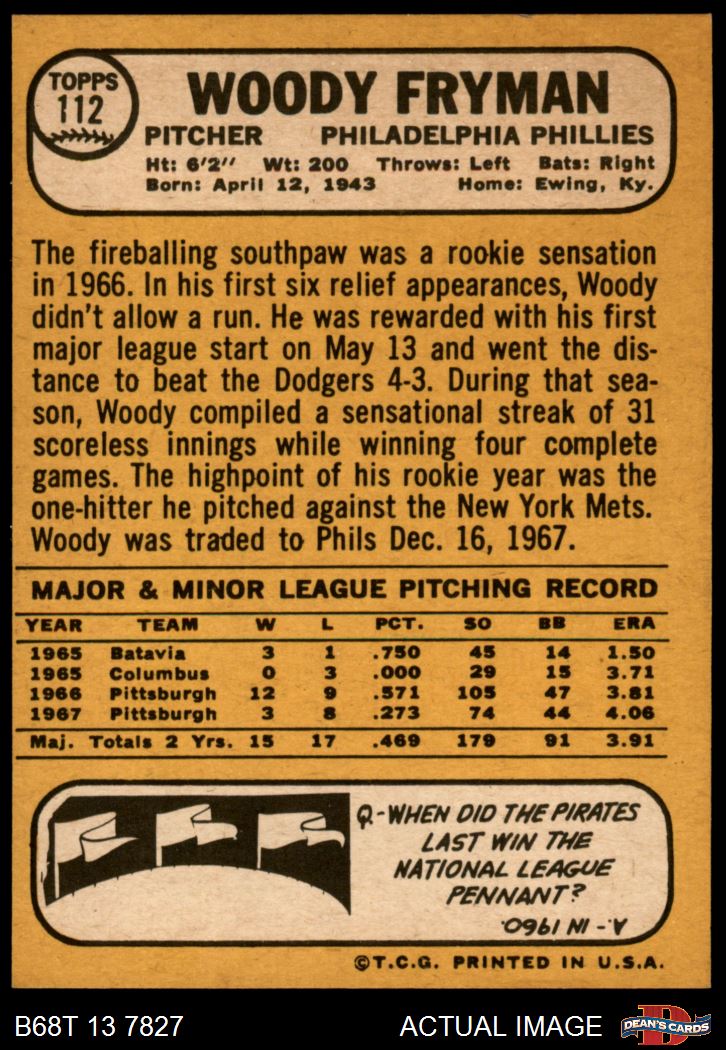 TOPPS
112
WOODY FRYMAN
PITCHER PHILADELPHIA PHILLIES
Ht: 6'2'' Wt: 200 Throws: Left Bats: Right
Born: April 12, 1943 Home: Ewing, Ky.
The fireballing southpaw was a rookie sensation
in 1966. In his first six relief appearances, Woody
didn't allow a run. He was rewarded with his first
major league start on May 13 and went the dis-
tance to beat the Dodgers 4-3. During that sea-
son, Woody compiled a sensational streak of 31
scoreless innings while winning four complete
games. The highpoint of his rookie year was the
one-hitter he pitched against the New York Mets.
Woody was traded to Phils Dec. 16, 1967.
MAJOR & MINOR LEAGUE PITCHING RECORD
YEAR TEAM W L PCT. SO BB ERA
1965 Batavia 3 1 .750 45 14 1.50
1965 Columbus 0 3 .000 29 15 3.71
1966 Pittsburgh 12 9 .571 105 47 3.81
1967 Pittsburgh 3 8 .273 74 44 4.06
Maj. Totals 2 Yrs. 15 17 .469 179 91 3.91
Q.-WHEN DID THE PIRATES
LAST WIN THE
NATIONAL LEAGUE
PENNANT?
A.- IN 1960.
©T.C.G. PRINTED IN U.S.A.
B68T 13 7827 ACTUAL IMAGE
DEAN'S CARDS